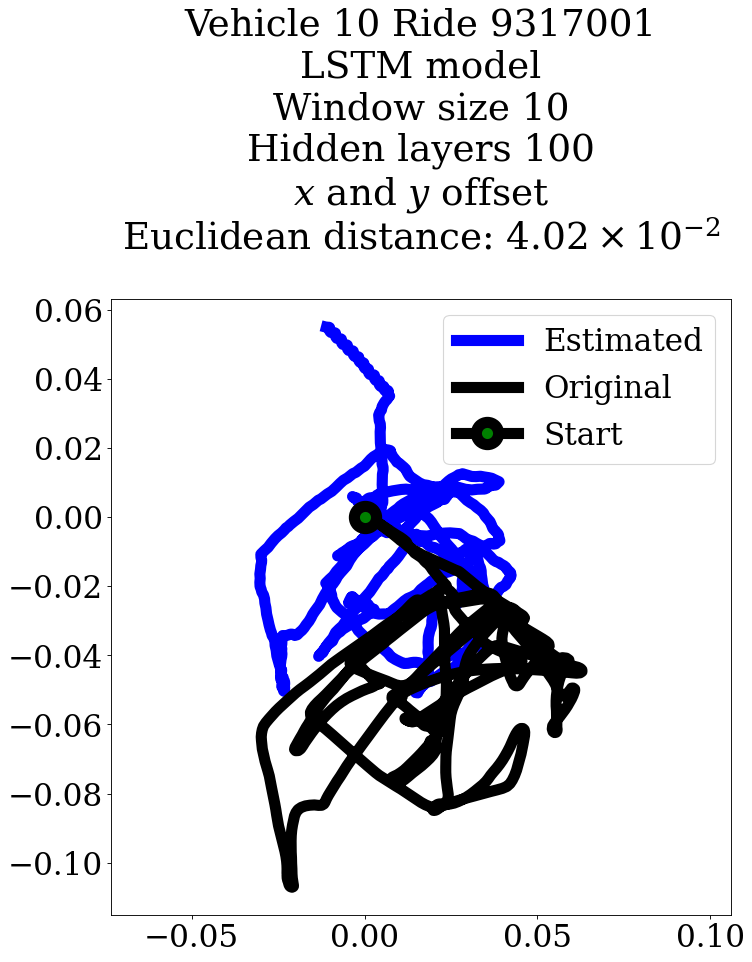 Vehicle 10 Ride 9317001
LSTM model
Window size 10
Hidden layers 100
x and y offset
Euclidean distance: 4.02 × 10⁻²
Estimated
Original
Start
0.06
0.04
0.02
0.00
−0.02
−0.04
−0.06
−0.08
−0.10
−0.05 0.00 0.05 0.10